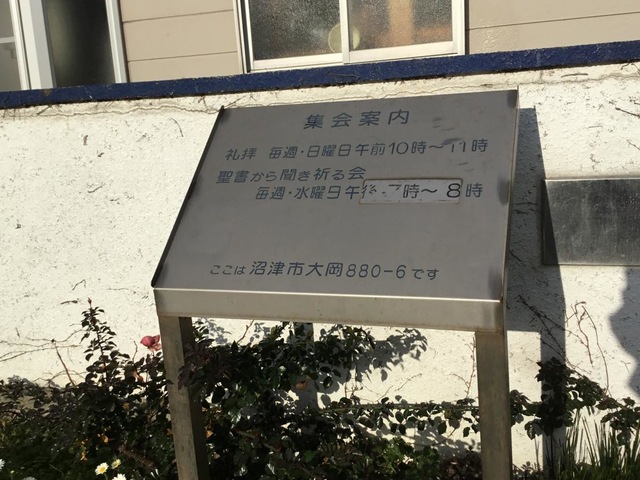 集会案内
礼拝 毎週・日曜日午前10時～11時
聖書から聞き祈る会
毎週・水曜日午後7時～8時
ここは 沼津市大岡880-6です